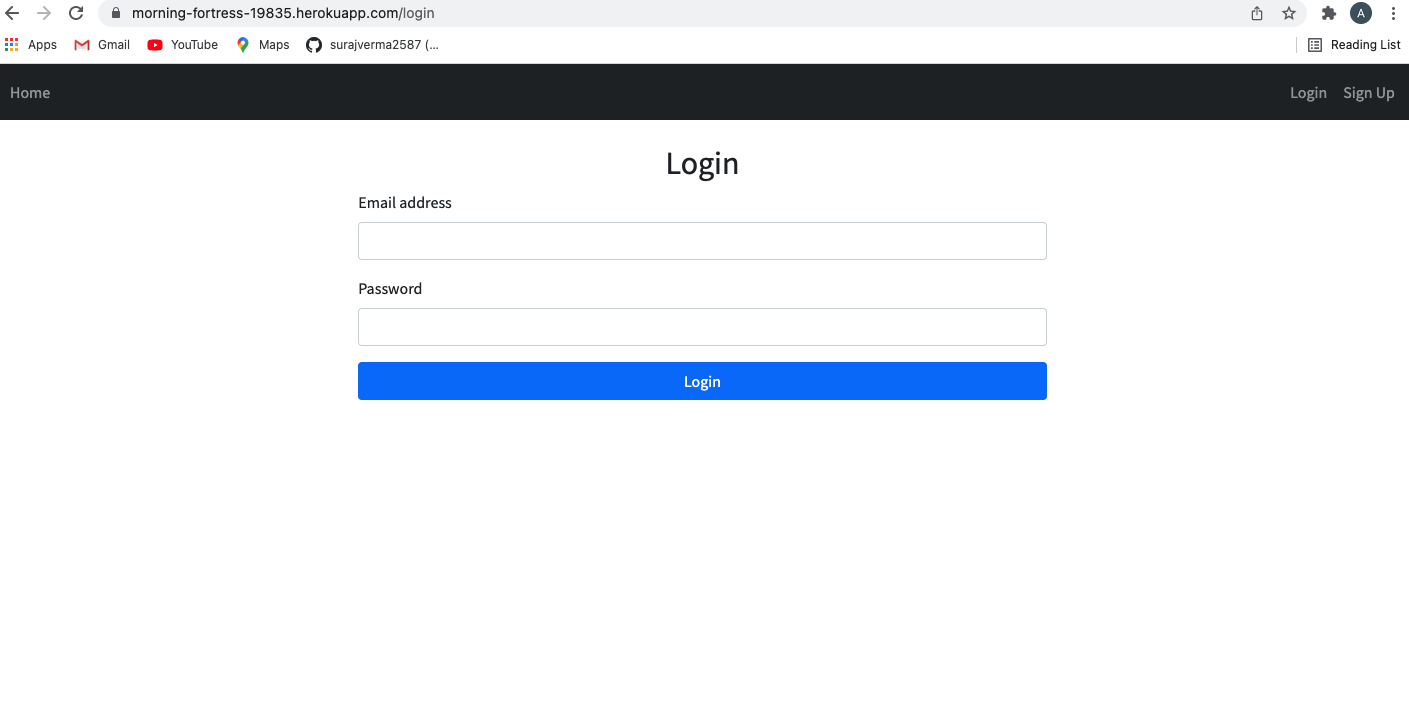 morning-fortress-19835.herokuapp.com/login
A
Apps Gmail YouTube Maps surajverma2587 (... Reading List
Home Login Sign Up
Login
Email address
Password
Login